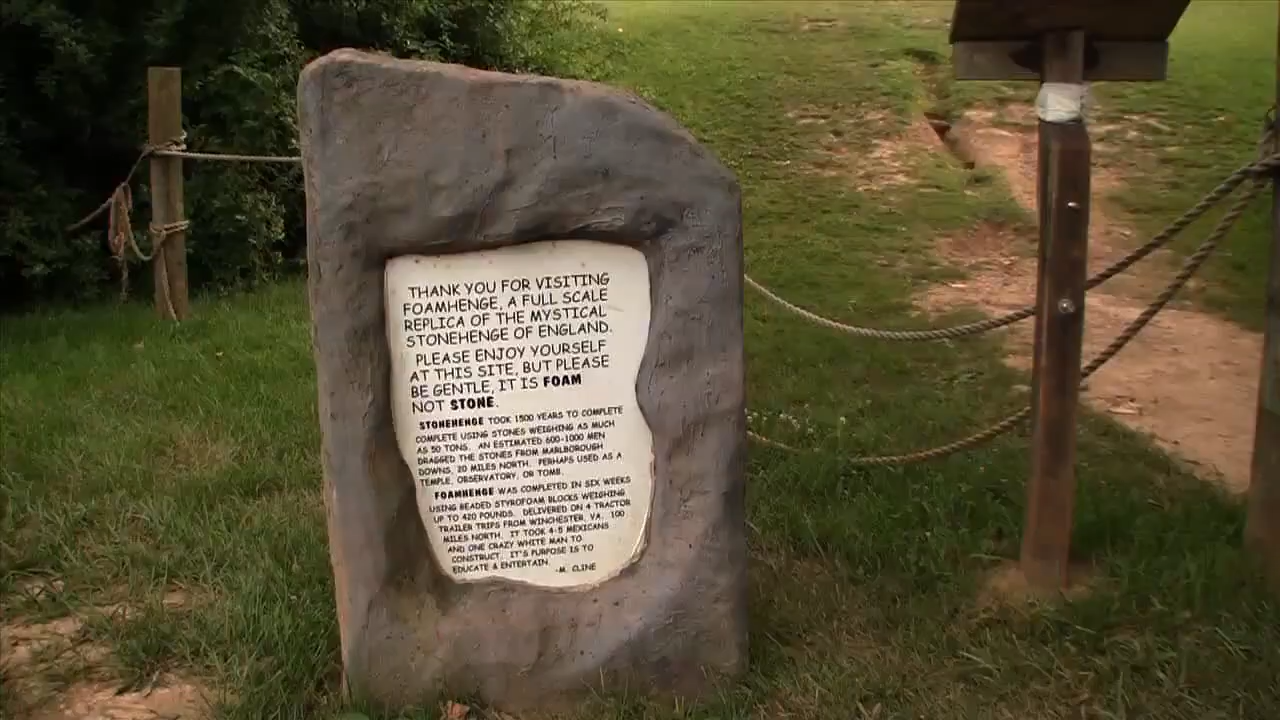 THANK YOU FOR VISITING
FOAMHENGE, A FULL SCALE
REPLICA OF THE MYSTICAL
STONEHENGE OF ENGLAND.
PLEASE ENJOY YOURSELF
AT THIS SITE, BUT PLEASE
BE GENTLE, IT IS FOAM
NOT STONE.
STONEHENGE TOOK 1500 YEARS TO COMPLETE
COMPLETE USING STONES WEIGHING AS MUCH
AS 50 TONS. AN ESTIMATED 600-1000 MEN
DRAGGED THE STONES FROM MARLBOROUGH
DOWNS, 20 MILES NORTH. PERHAPS USED AS A
TEMPLE, OBSERVATORY, OR TOMB.
FOAMHENGE WAS COMPLETED IN SIX WEEKS
USING BEADED STYROFOAM BLOCKS WEIGHING
UP TO 420 POUNDS. DELIVERED ON 4 TRACTOR
TRAILER TRIPS FROM WINCHESTER, VA. 100
MILES NORTH. IT TOOK 4-5 MEXICANS
AND ONE CRAZY WHITE MAN TO
CONSTRUCT. IT'S PURPOSE IS TO
EDUCATE & ENTERTAIN. -M. CLINE